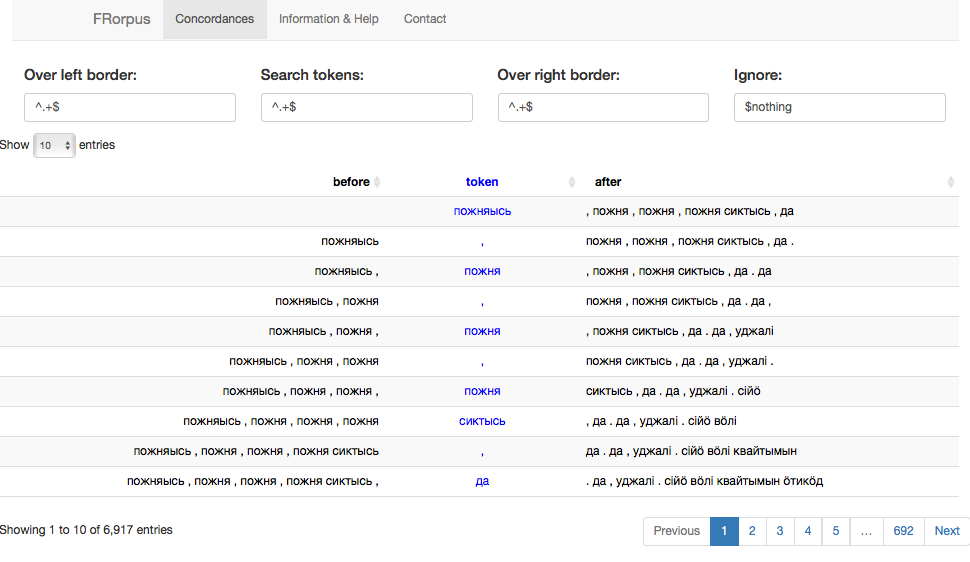 FRorpus Concordances Information & Help Contact
Over left border: Search tokens: Over right border: Ignore:
^.+$ ^.+$ ^.+$ $nothing
Show 10 entries
before token after
пожняысь , пожня , пожня , пожня сиктысь , да
пожняысь , пожня , пожня , пожня сиктысь , да .
пожняысь , пожня , пожня , пожня сиктысь , да . да
пожняысь , пожня , пожня , пожня сиктысь , да . да ,
пожняысь , пожня , пожня , пожня сиктысь , да . да , уджалі
пожняысь , пожня , пожня , пожня сиктысь , да . да , уджалі .
пожняысь , пожня , пожня , пожня сиктысь , да . да , уджалі . сійӧ
пожняысь , пожня , пожня , пожня сиктысь , да . да , уджалі . сійӧ вӧлі
пожняысь , пожня , пожня , пожня сиктысь , да . да , уджалі . сійӧ вӧлі квайтымын
пожняысь , пожня , пожня , пожня сиктысь , да . да , уджалі . сійӧ вӧлі квайтымын ӧтикӧд
Showing 1 to 10 of 6,917 entries Previous 1 2 3 4 5 … 692 Next